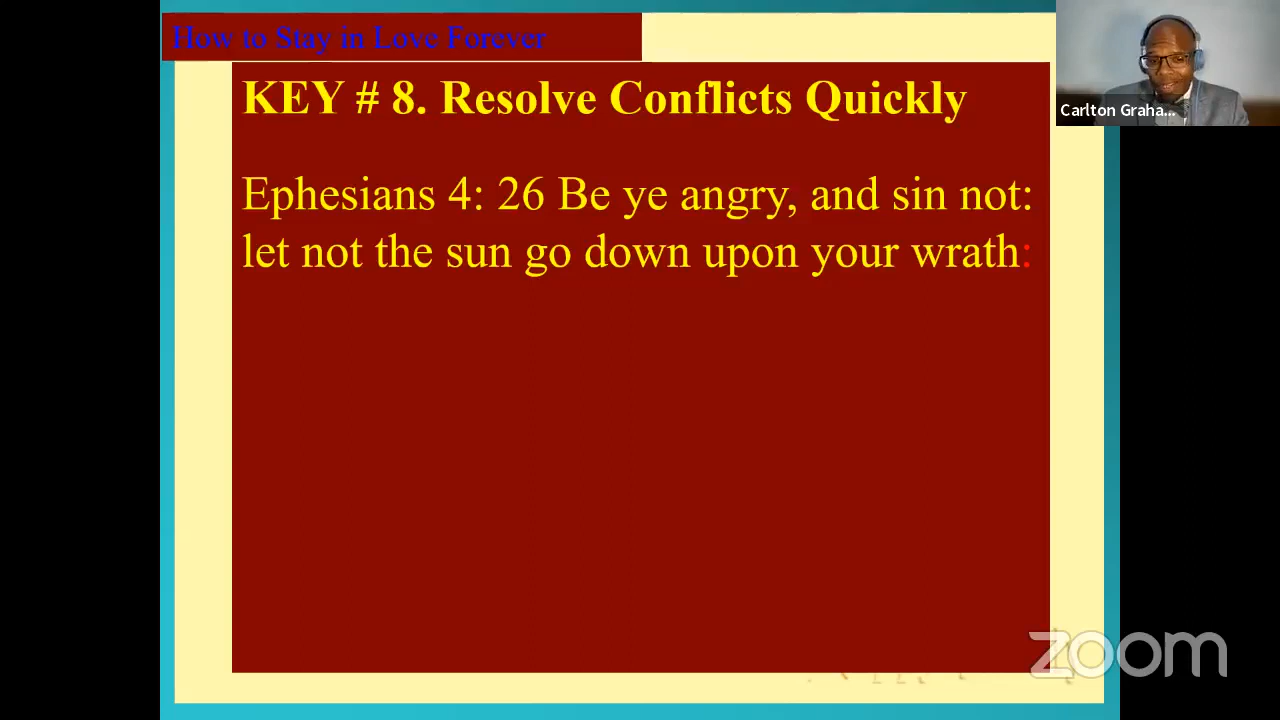 How to Stay in Love Forever
KEY # 8. Resolve Conflicts Quickly
Ephesians 4: 26 Be ye angry, and sin not:
let not the sun go down upon your wrath:
Carlton Graha...
zoom